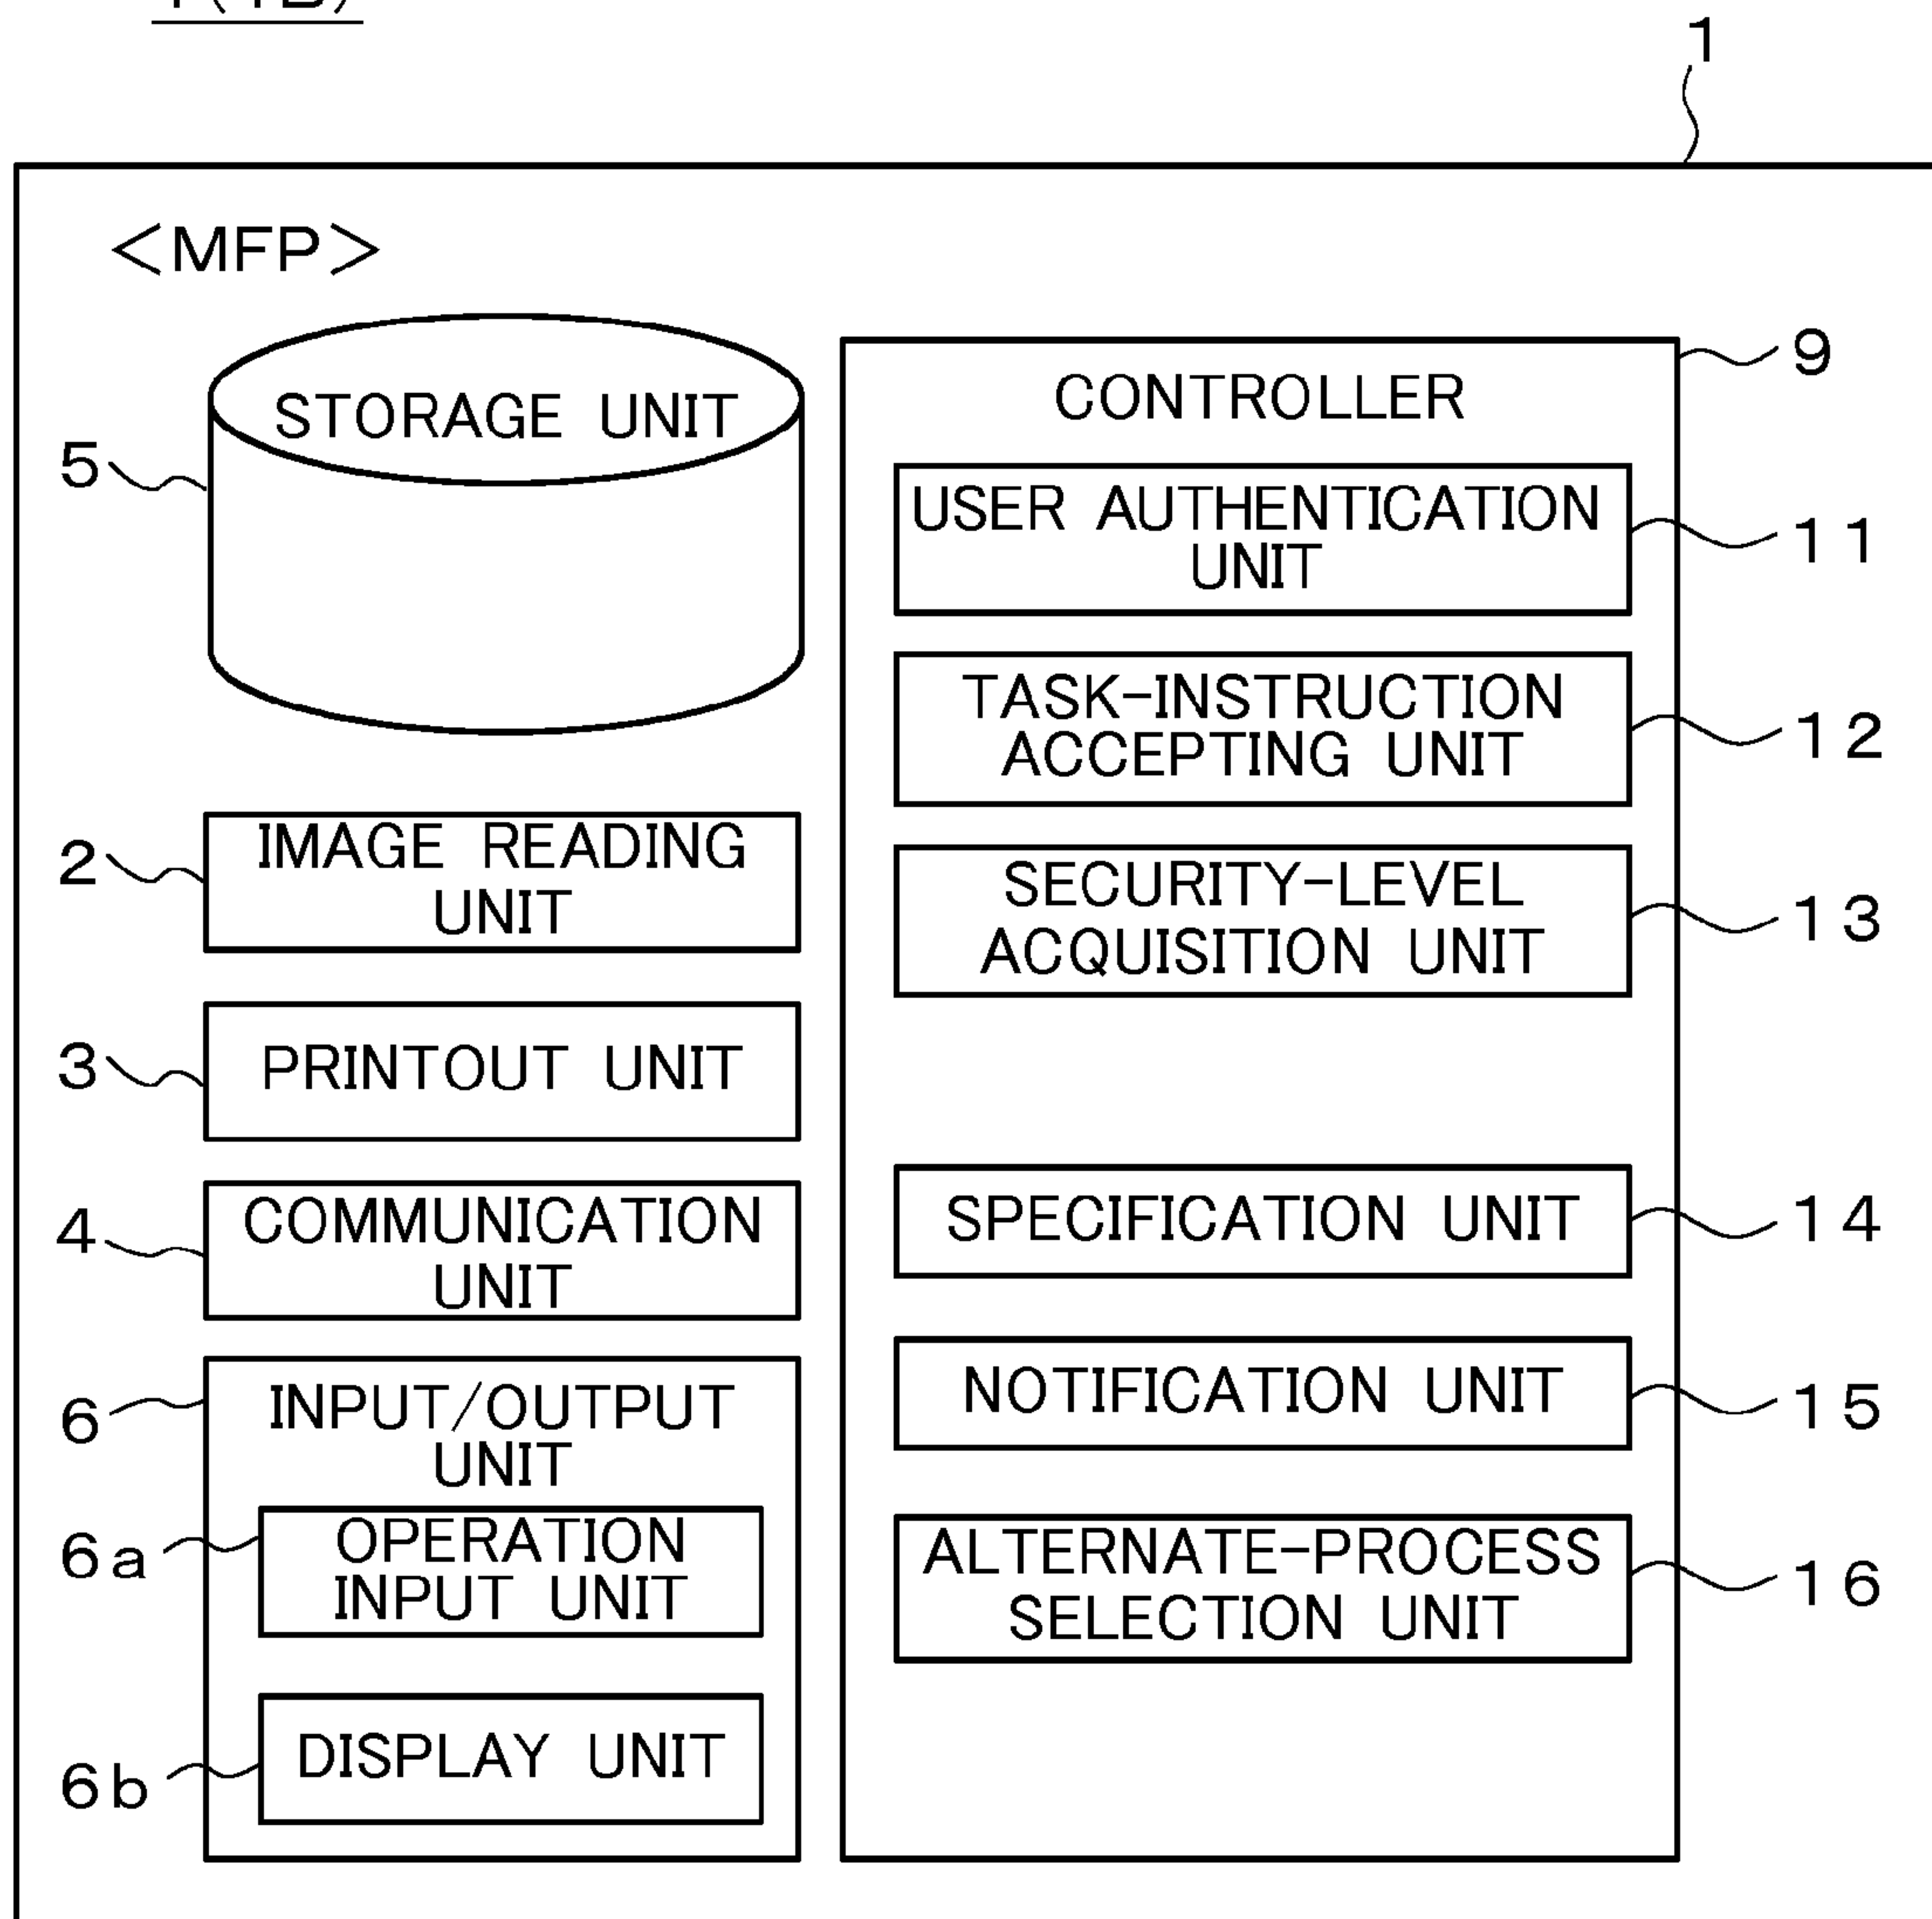 1
<MFP>
STORAGE UNIT
5
IMAGE READING
UNIT
2
PRINTOUT UNIT
3
COMMUNICATION
UNIT
4
INPUT/OUTPUT
UNIT
6
OPERATION
INPUT UNIT
6a
DISPLAY UNIT
6b
CONTROLLER
9
USER AUTHENTICATION
UNIT
11
TASK-INSTRUCTION
ACCEPTING UNIT
12
SECURITY-LEVEL
ACQUISITION UNIT
13
SPECIFICATION UNIT
14
NOTIFICATION UNIT
15
ALTERNATE-PROCESS
SELECTION UNIT
16